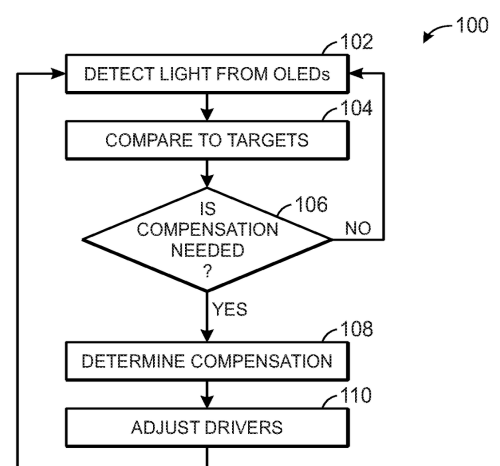 100
102
DETECT LIGHT FROM OLEDs
104
COMPARE TO TARGETS
106
IS
COMPENSATION
NEEDED
?
NO
YES
108
DETERMINE COMPENSATION
110
ADJUST DRIVERS